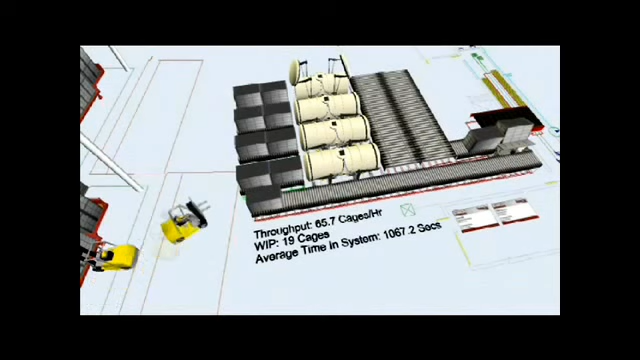 Throughput: 65.7 Cages/Hr
WIP: 19 Cages
Average Time in System: 1067.2 Secs